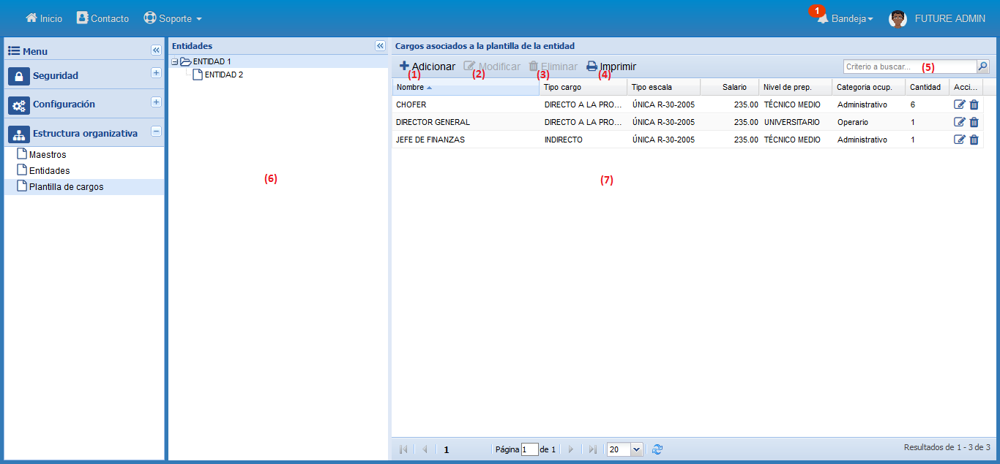 Inicio Contacto Soporte 1 Bandeja FUTURE ADMIN
Menu
Seguridad
Configuración
Estructura organizativa
Maestros
Entidades
Plantilla de cargos
Entidades
ENTIDAD 1
ENTIDAD 2
(6)
Cargos asociados a la plantilla de la entidad
Adicionar Modificar Eliminar Imprimir Criterio a buscar...
(1) (2) (3) (4) (5)
Nombre Tipo cargo Tipo escala Salario Nivel de prep. Categoria ocup. Cantidad Acci...
CHOFER DIRECTO A LA PRO... ÚNICA R-30-2005 235.00 TÉCNICO MEDIO Administrativo 6
DIRECTOR GENERAL DIRECTO A LA PRO... ÚNICA R-30-2005 235.00 UNIVERSITARIO Operario 1
JEFE DE FINANZAS INDIRECTO ÚNICA R-30-2005 235.00 TÉCNICO MEDIO Administrativo 1
(7)
1 Página 1 de 1 20 Resultados de 1 - 3 de 3